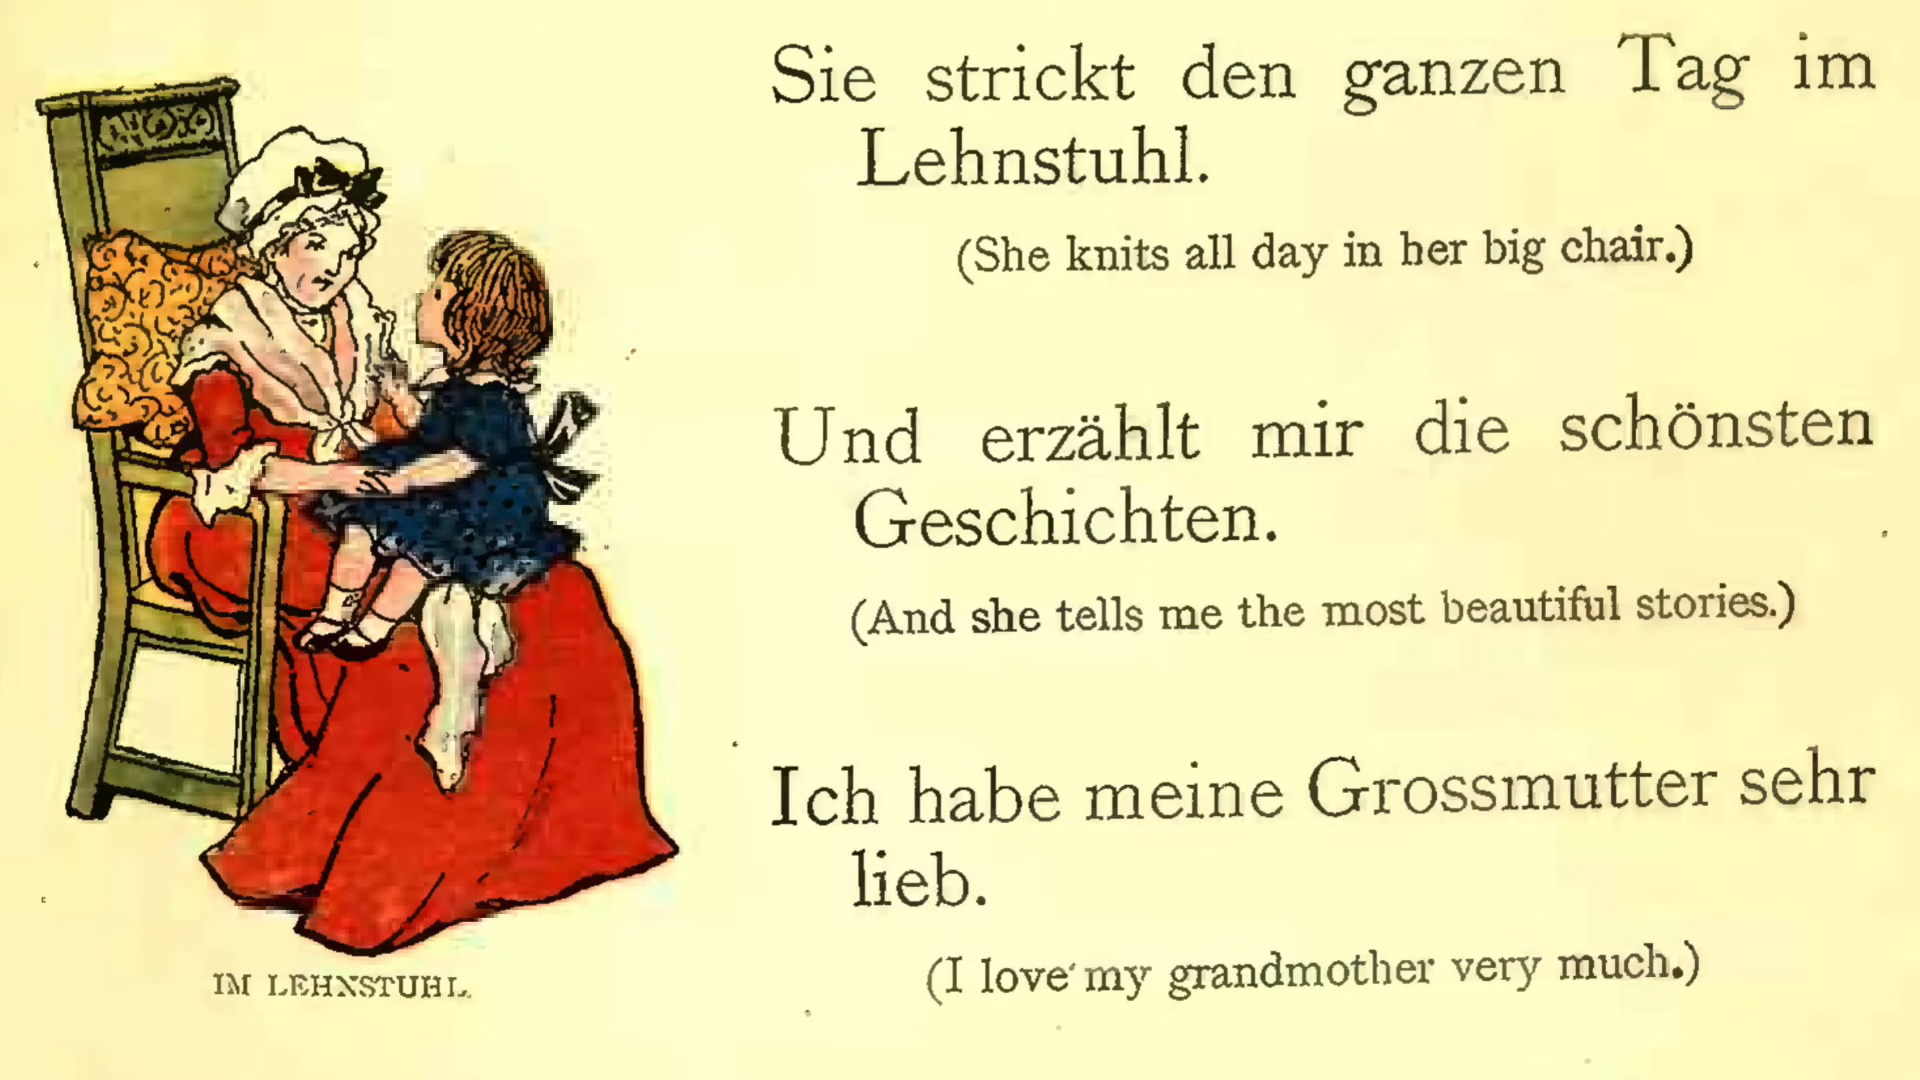 Sie strickt den ganzen Tag im
Lehnstuhl.
(She knits all day in her big chair.)
Und erzählt mir die schönsten
Geschichten.
(And she tells me the most beautiful stories.)
Ich habe meine Grossmutter sehr
lieb.
(I love my grandmother very much.)
IM LEHNSTUHL.